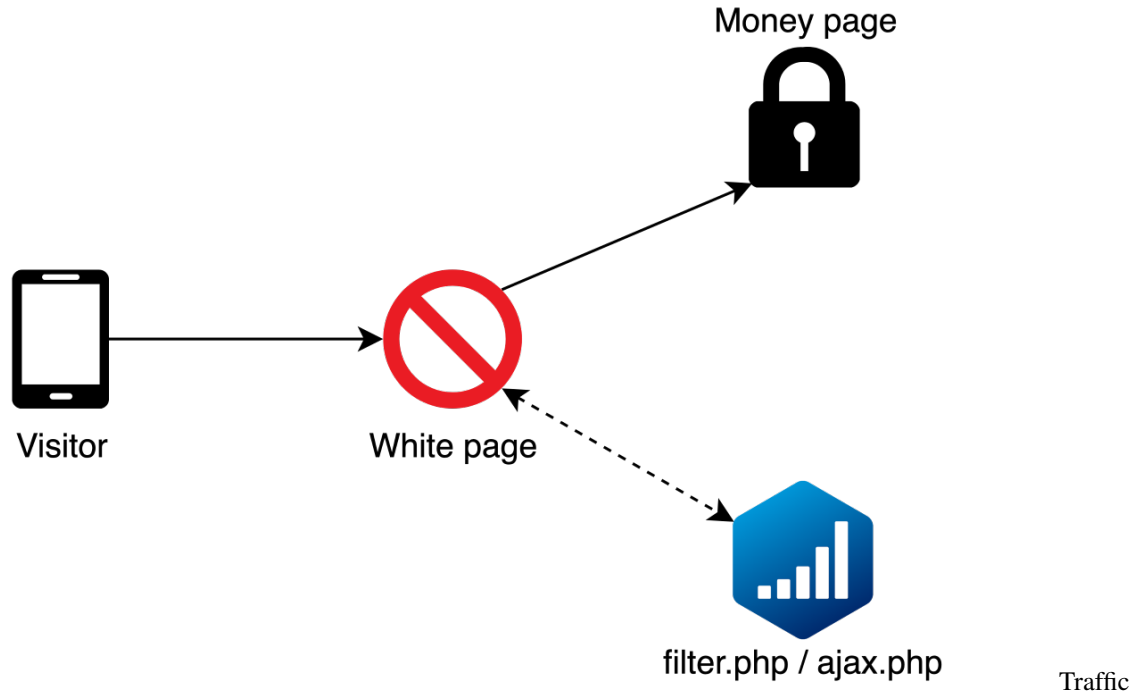 Money page
Visitor
White page
filter.php / ajax.php
Traffic